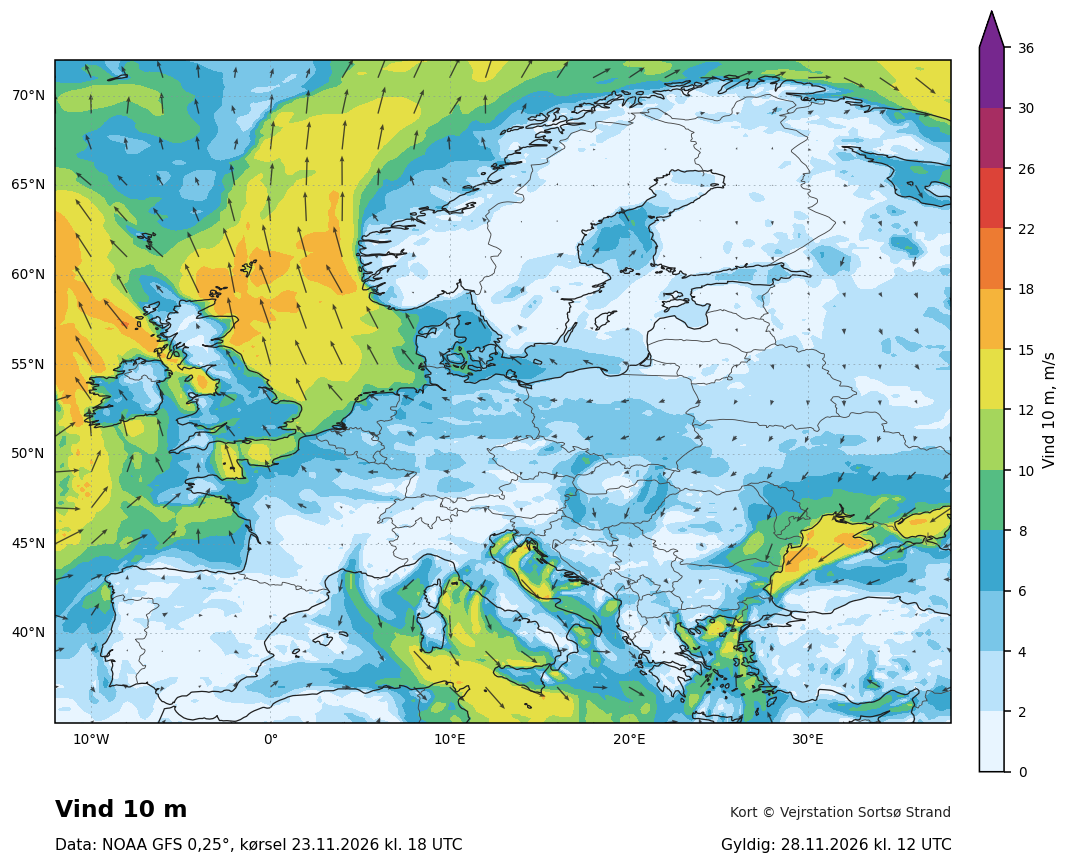 36
30
26
22
18
15
12
10
8
6
4
2
0
Vind 10 m, m/s
70°N
65°N
60°N
55°N
50°N
45°N
40°N
10°W
0°
10°E
20°E
30°E
Vind 10 m
Kort © Vejrstation Sortsø Strand
Data: NOAA GFS 0,25°, kørsel 23.11.2026 kl. 18 UTC
Gyldig: 28.11.2026 kl. 12 UTC